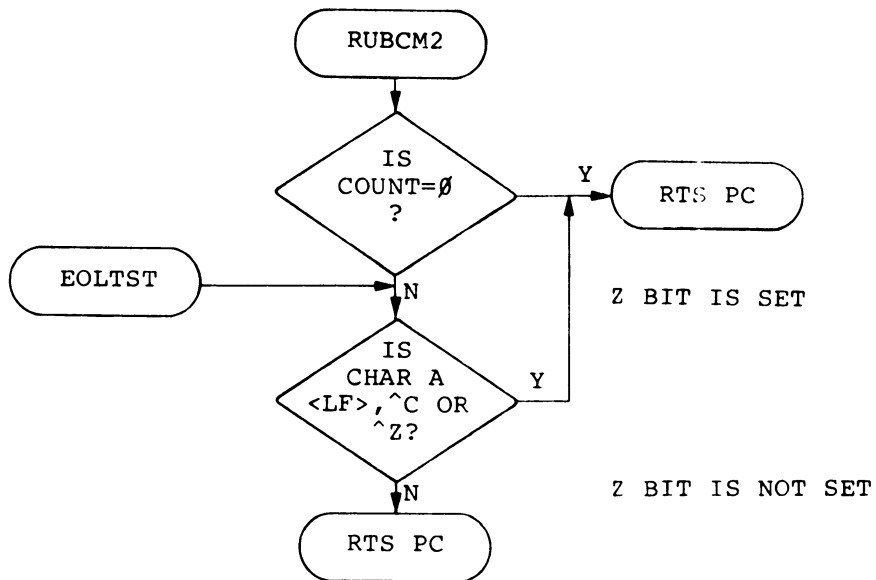 RUBCM2
IS
COUNT=Ø
?
Y
RTS PC
EOLTST
N
Z BIT IS SET
IS
CHAR A
<LF>,^C OR
^Z?
Y
N
Z BIT IS NOT SET
RTS PC